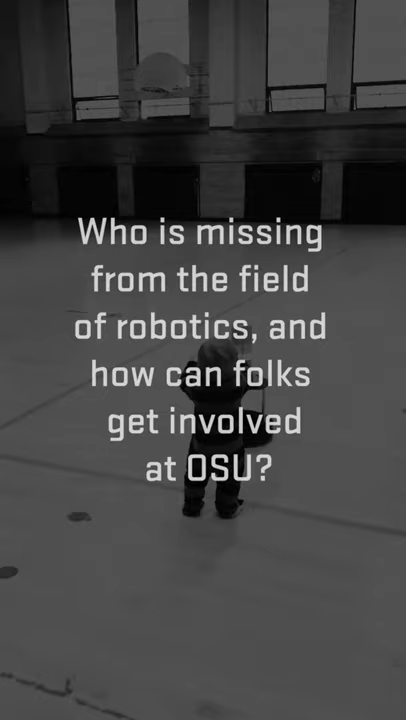 Who is missing
from the field
of robotics, and
how can folks
get involved
at OSU?